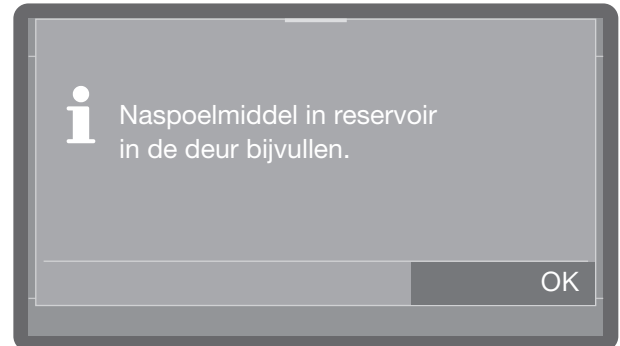 Naspoelmiddel in reservoir
in de deur bijvullen.
OK